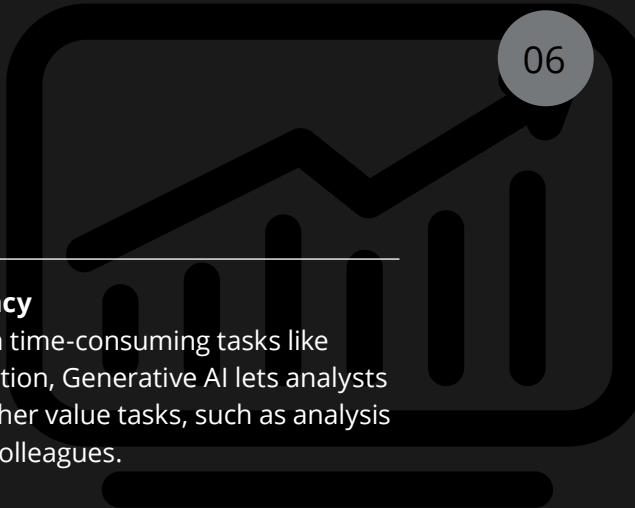 06
cy
time-consuming tasks like
tion, Generative AI lets analysts
her value tasks, such as analysis
olleagues.